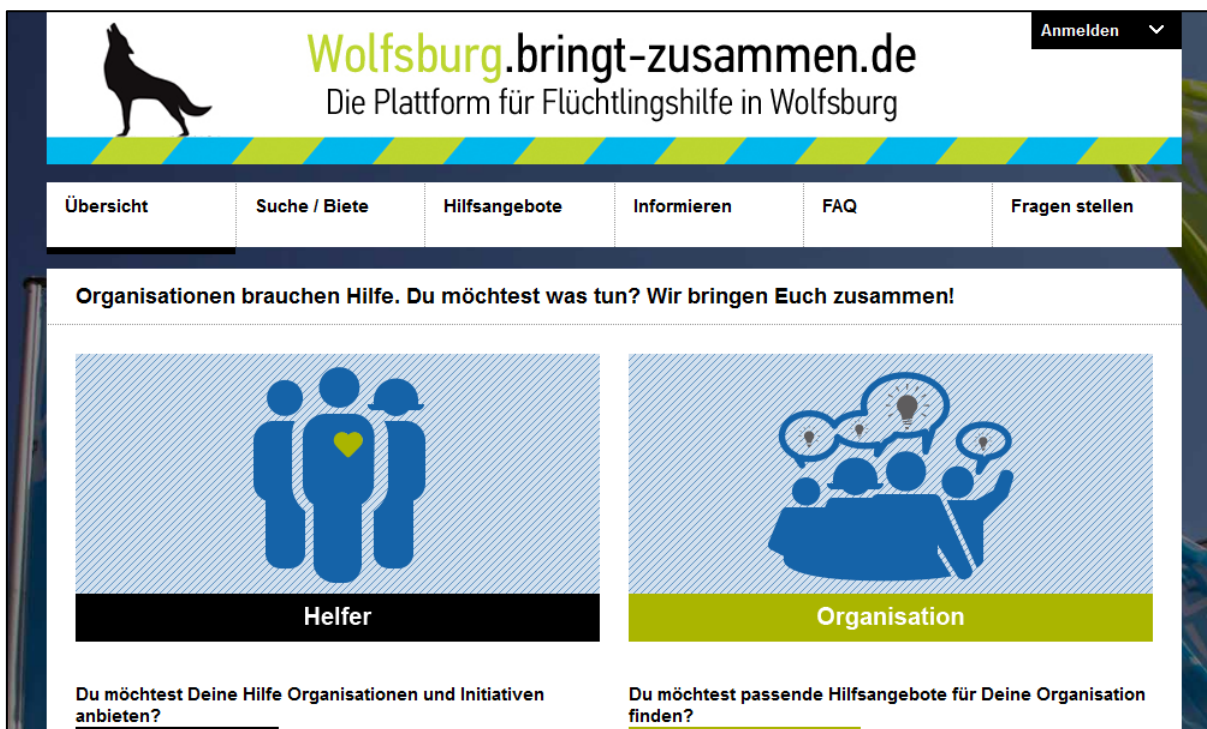 Anmelden
Wolfsburg.bringt-zusammen.de
Die Plattform für Flüchtlingshilfe in Wolfsburg
Übersicht
Suche / Biete
Hilfsangebote
Informieren
FAQ
Fragen stellen
Organisationen brauchen Hilfe. Du möchtest was tun? Wir bringen Euch zusammen!
Helfer
Organisation
Du möchtest Deine Hilfe Organisationen und Initiativen
anbieten?
Du möchtest passende Hilfsangebote für Deine Organisation
finden?